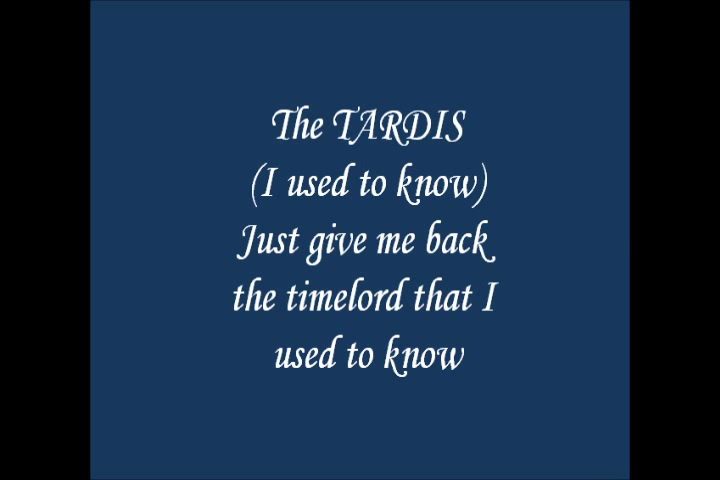 The TARDIS
(I used to know)
Just give me back
the timelord that I
used to know